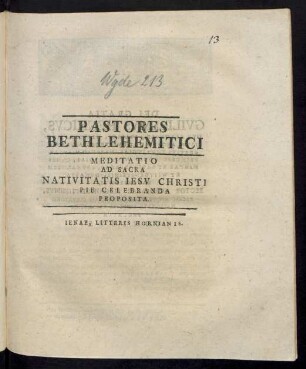 13
Wyde 213
PASTORES
BETHLEHEMITICI
MEDITATIO
AD SACRA
NATIVITATIS IESV CHRISTI
PIE CELEBRANDA
PROPOSITA.
IENAE, LITTERIS HORNIANIS.